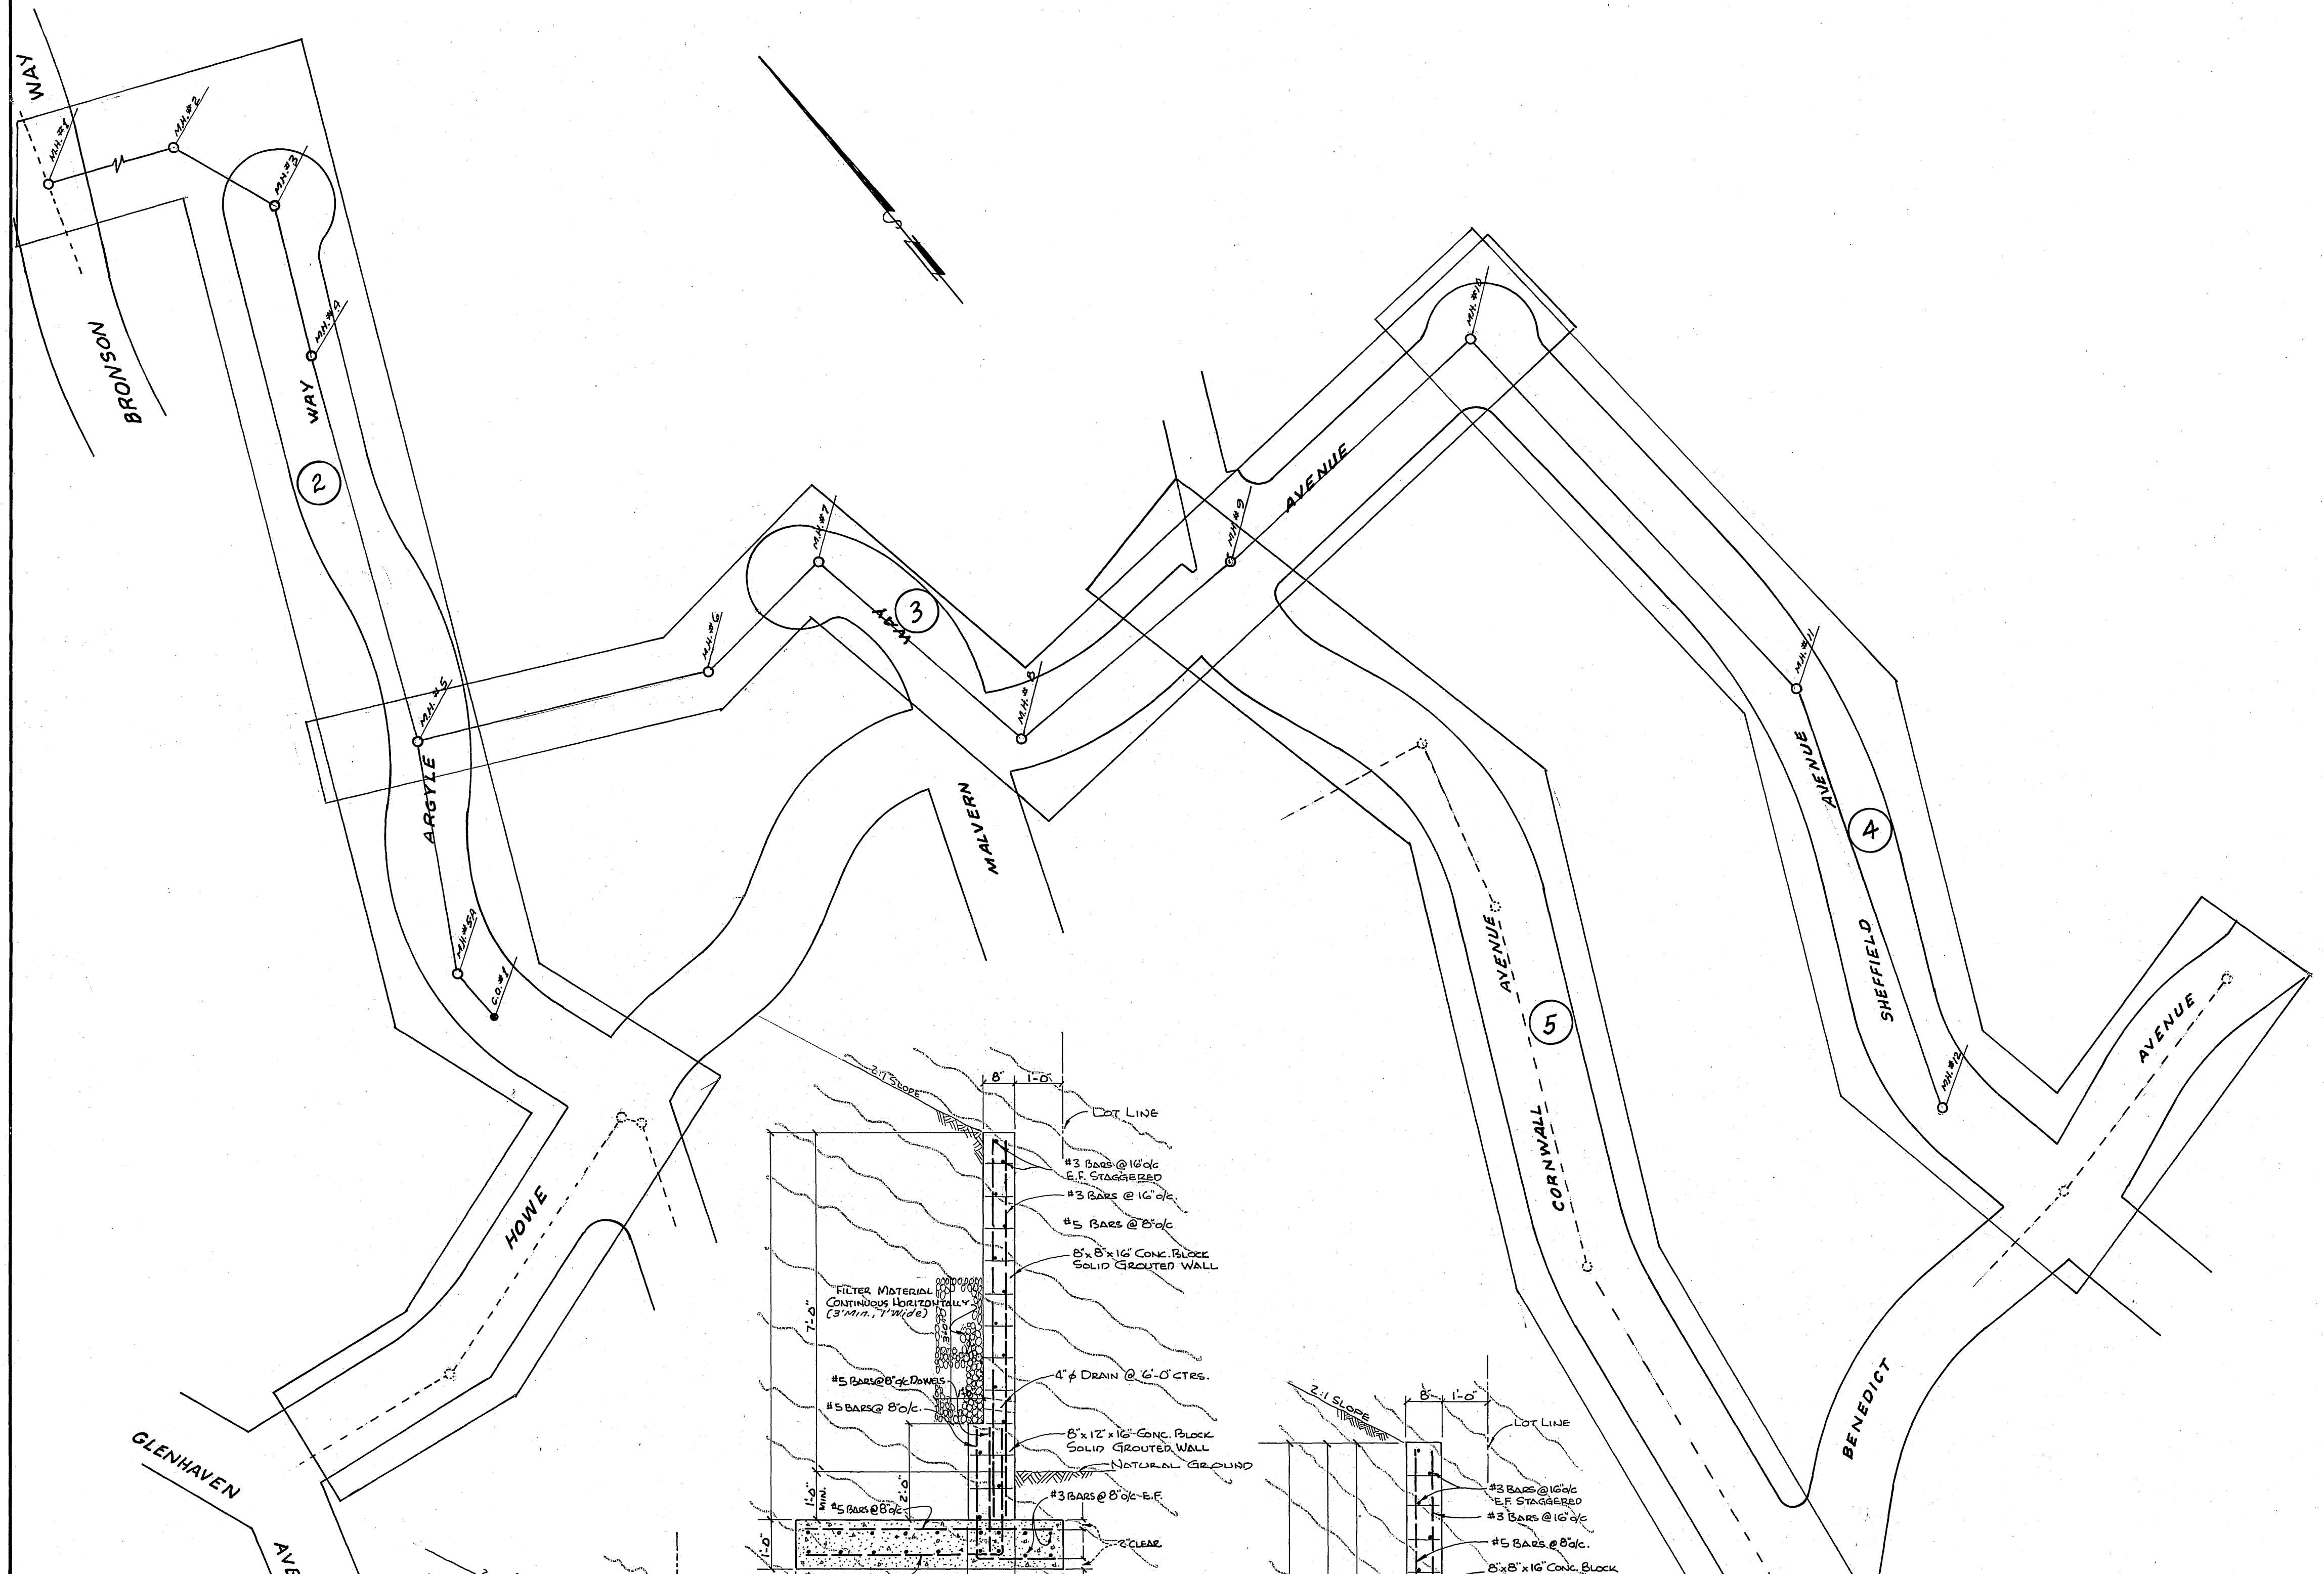 WAY
M.H. #1
M.H. #2
M.H. #3
M.H. #4
BRONSON
WAY
2
M.H. #5
ARGYLE
M.H. #5A
C.O. #1
M.H. #6
M.H. #7
3
WAY
M.H. #8
MALVERN
M.H. #9
AVENUE
M.H. #10
M.H. #11
AVENUE
4
SHEFFIELD
M.H. #12
AVENUE
AVENUE
5
CORNWALL
BENEDICT
HOWE
GLENHAVEN
AVE
2:1 SLOPE
8"
1'-0"
LOT LINE
#3 BARS @ 16" o/c
E.F. STAGGERED
#3 BARS @ 16" o/c.
#5 BARS @ 8" o/c
8"x8"x16" CONC. BLOCK
SOLID GROUTED WALL
FILTER MATERIAL
CONTINUOUS HORIZONTALLY
(3' Min., 1' Wide)
7'-0"
3'-0"
#5 BARS @ 8" o/c DOWELS
4" φ DRAIN @ 6'-0" CTRS.
#5 BARS @ 8" o/c.
8"x12"x16" CONC. BLOCK
SOLID GROUTED WALL
NATURAL GROUND
1'-0"
MIN.
2'-0"
#5 BARS @ 8" o/c
#3 BARS @ 8" o/c E.F.
2" CLEAR
1'-0"
2:1 SLOPE
8"
1'-0"
LOT LINE
#3 BARS @ 16" o/c
E.F. STAGGERED
#3 BARS @ 16" o/c
#5 BARS @ 8" o/c.
8"x8"x16" CONC. BLOCK